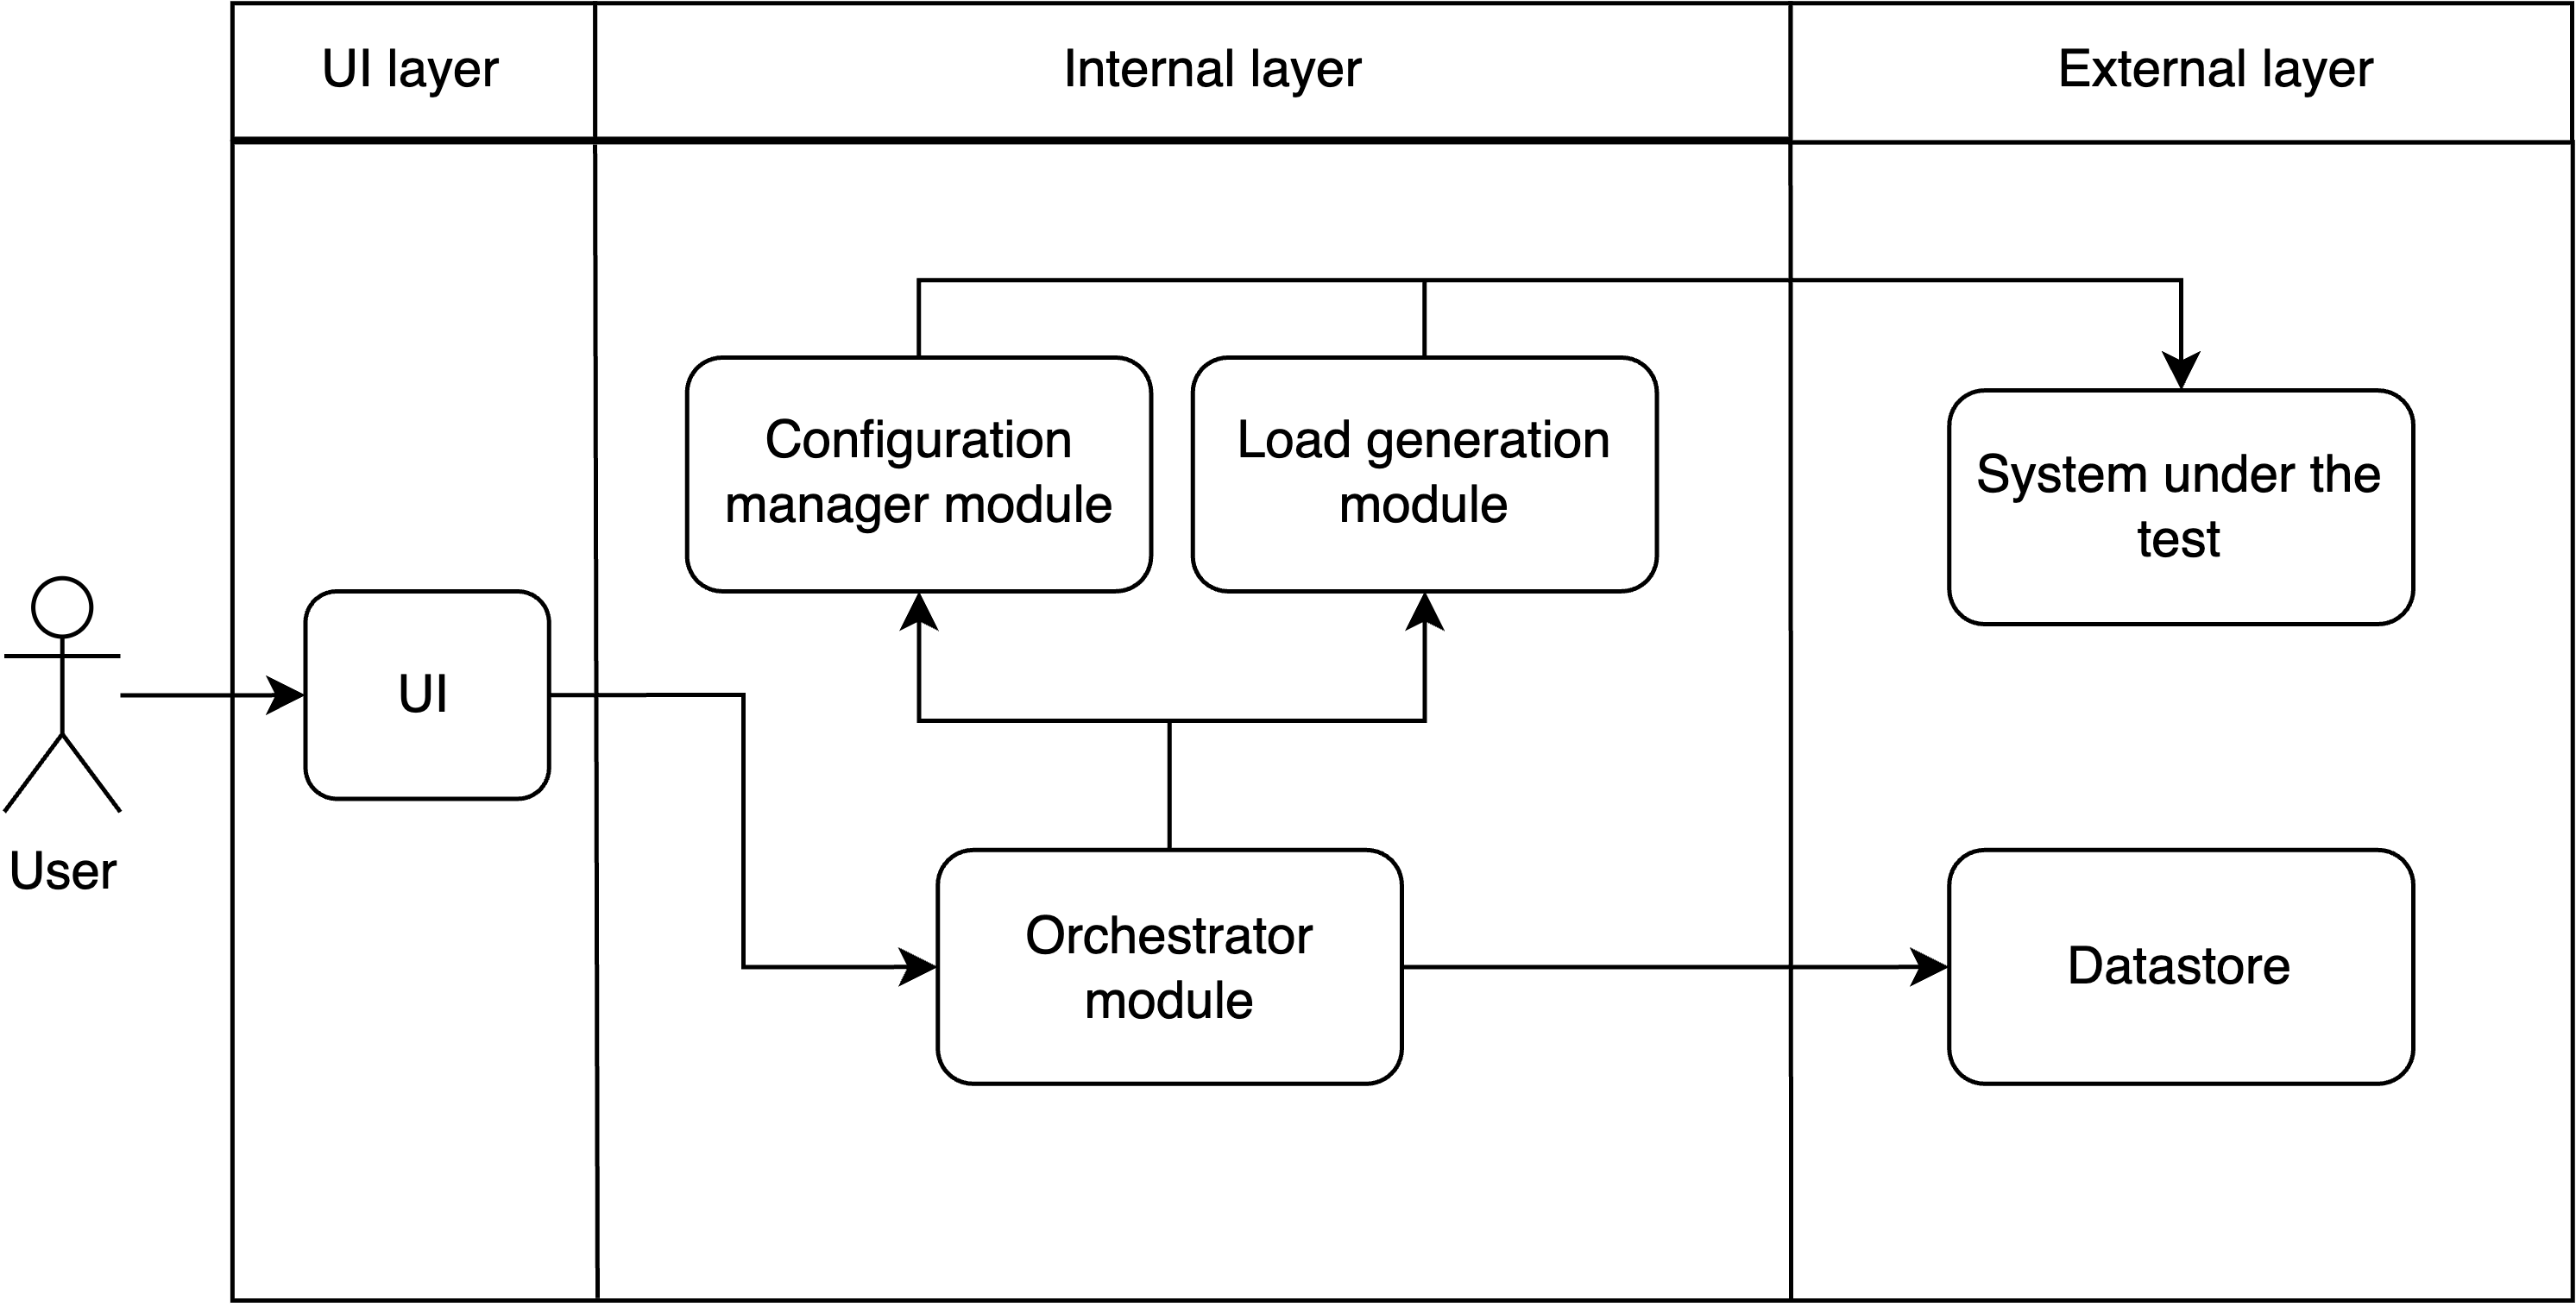 UI layer
Internal layer
External layer
Configuration
manager module
Load generation
module
System under the
test
UI
User
Orchestrator
module
Datastore